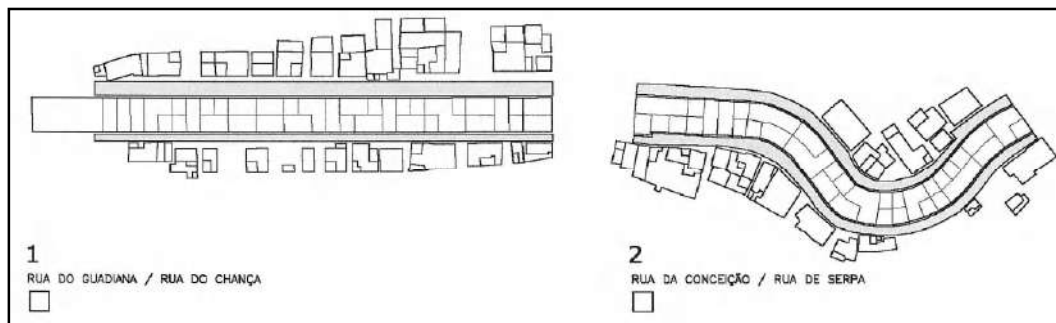 1
RUA DO GUADIANA / RUA DO CHANÇA
2
RUA DA CONCEIÇÃO / RUA DE SERPA